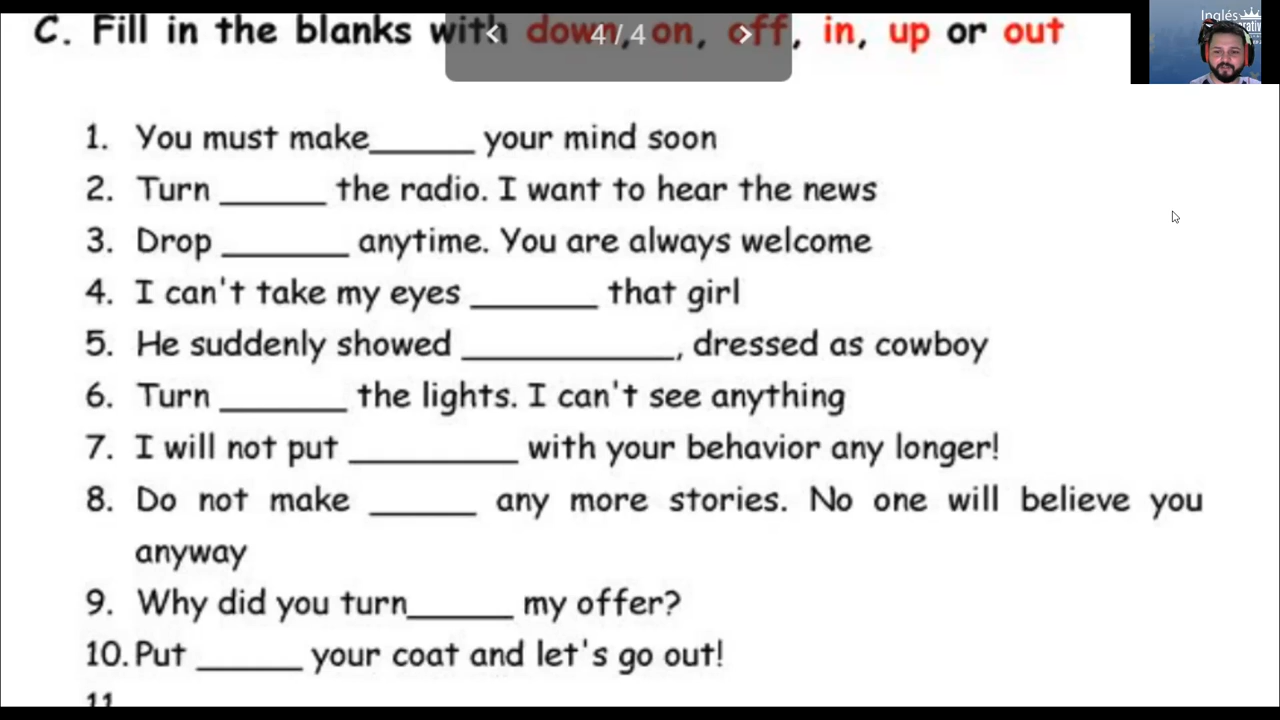 C. Fill in the blanks with down, on, off, in, up or out
4 / 4
Inglés
1. You must make______ your mind soon
2. Turn ______ the radio. I want to hear the news
3. Drop _______ anytime. You are always welcome
4. I can't take my eyes _______ that girl
5. He suddenly showed ____________, dressed as cowboy
6. Turn _______ the lights. I can't see anything
7. I will not put _________ with your behavior any longer!
8. Do not make ______ any more stories. No one will believe you
anyway
9. Why did you turn______ my offer?
10. Put ______ your coat and let's go out!
11